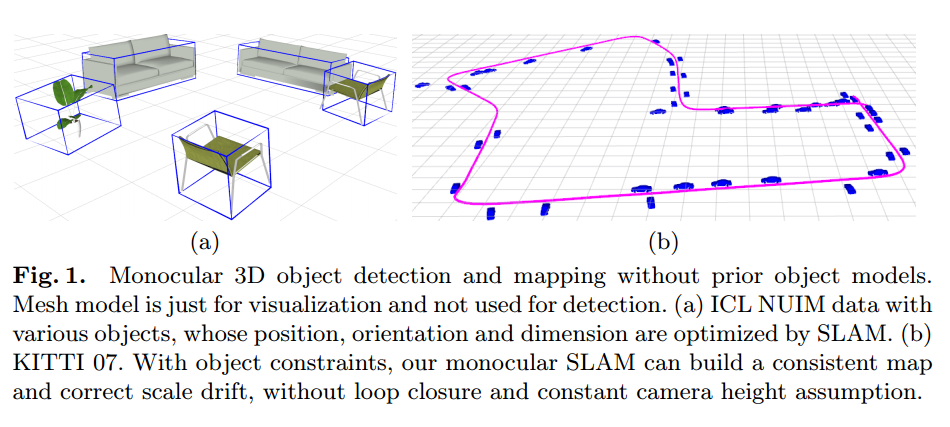 (a)
(b)
Fig. 1. Monocular 3D object detection and mapping without prior object models.
Mesh model is just for visualization and not used for detection. (a) ICL NUIM data with
various objects, whose position, orientation and dimension are optimized by SLAM. (b)
KITTI 07. With object constraints, our monocular SLAM can build a consistent map
and correct scale drift, without loop closure and constant camera height assumption.